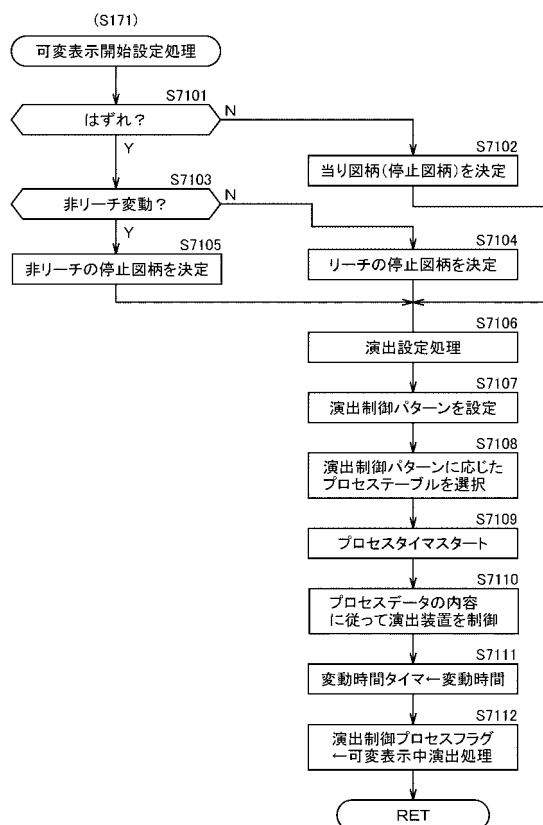 (S171)
可変表示開始設定処理
S7101
はずれ?
N
Y
S7102
当り図柄(停止図柄)を決定
S7103
非リーチ変動?
N
Y
S7105
非リーチの停止図柄を決定
S7104
リーチの停止図柄を決定
S7106
演出設定処理
S7107
演出制御パターンを設定
S7108
演出制御パターンに応じた
プロセステーブルを選択
S7109
プロセスタイマスタート
S7110
プロセスデータの内容
に従って演出装置を制御
S7111
変動時間タイマ←変動時間
S7112
演出制御プロセスフラグ
←可変表示中演出処理
RET